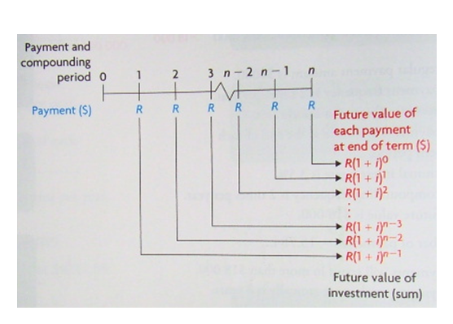 Payment and
compounding
period 0 1 2 3 n – 2 n – 1 n
Payment ($) R R R R R R
Future value of
each payment
at end of term ($)
R(1 + i)⁰
R(1 + i)¹
R(1 + i)²
⋮
R(1 + i)ⁿ⁻³
R(1 + i)ⁿ⁻²
R(1 + i)ⁿ⁻¹
Future value of
investment (sum)